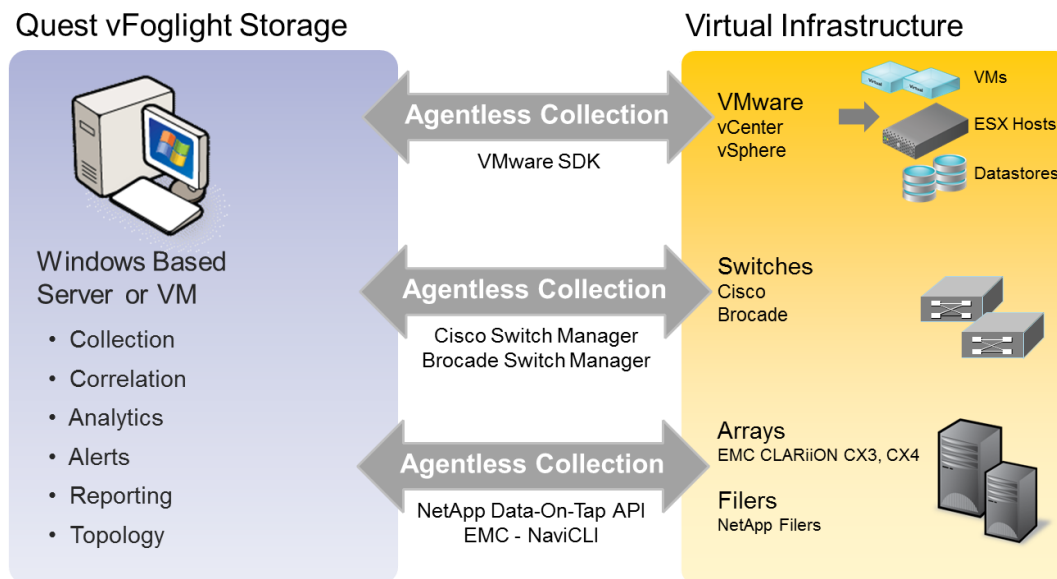 Quest vFoglight Storage
Virtual Infrastructure
Windows Based
Server or VM
• Collection
• Correlation
• Analytics
• Alerts
• Reporting
• Topology
Agentless Collection
VMware SDK
Agentless Collection
Cisco Switch Manager
Brocade Switch Manager
Agentless Collection
NetApp Data-On-Tap API
EMC - NaviCLI
VMware
vCenter
vSphere
Virtual
Virtual
VMs
ESX Hosts
Datastores
Switches
Cisco
Brocade
Arrays
EMC CLARiiON CX3, CX4
Filers
NetApp Filers